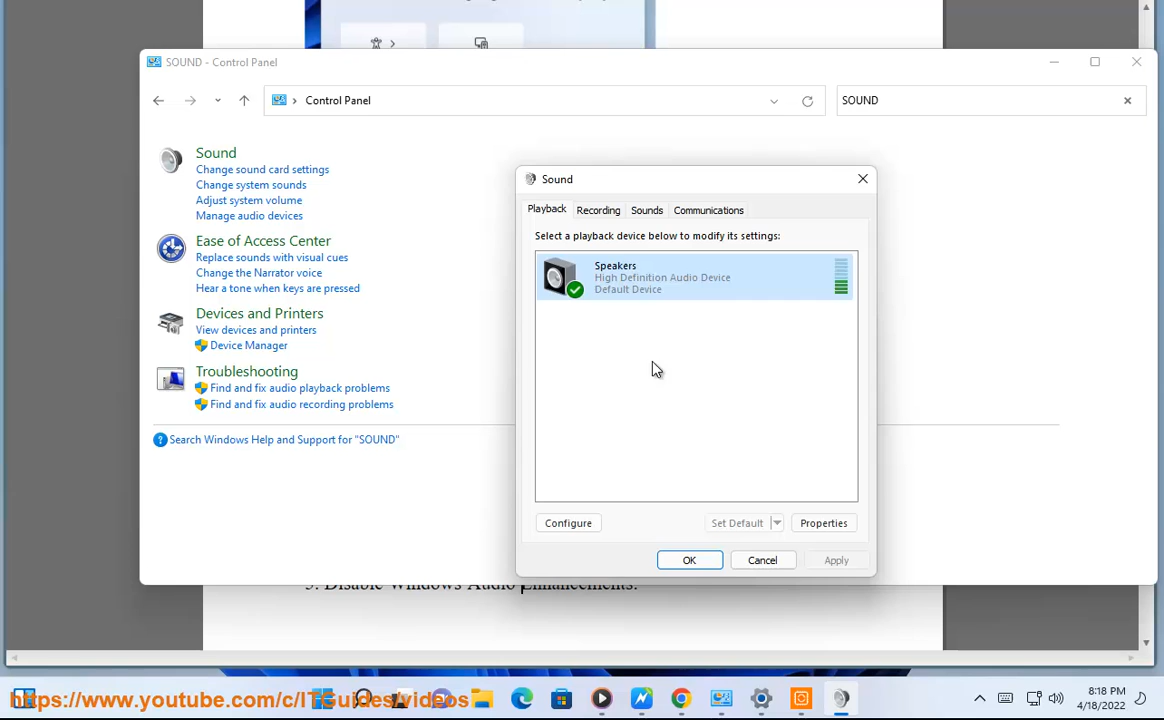 SOUND - Control Panel
Control Panel
SOUND
Sound
Change sound card settings
Change system sounds
Adjust system volume
Manage audio devices
Ease of Access Center
Replace sounds with visual cues
Change the Narrator voice
Hear a tone when keys are pressed
Devices and Printers
View devices and printers
Device Manager
Troubleshooting
Find and fix audio playback problems
Find and fix audio recording problems
Search Windows Help and Support for "SOUND"
Sound
Playback Recording Sounds Communications
Select a playback device below to modify its settings:
Speakers
High Definition Audio Device
Default Device
Configure Set Default Properties
OK Cancel Apply
5. Disable Windows Audio Enhancements.
https://www.youtube.com/c/ITGuides/videos
8:18 PM
4/18/2022